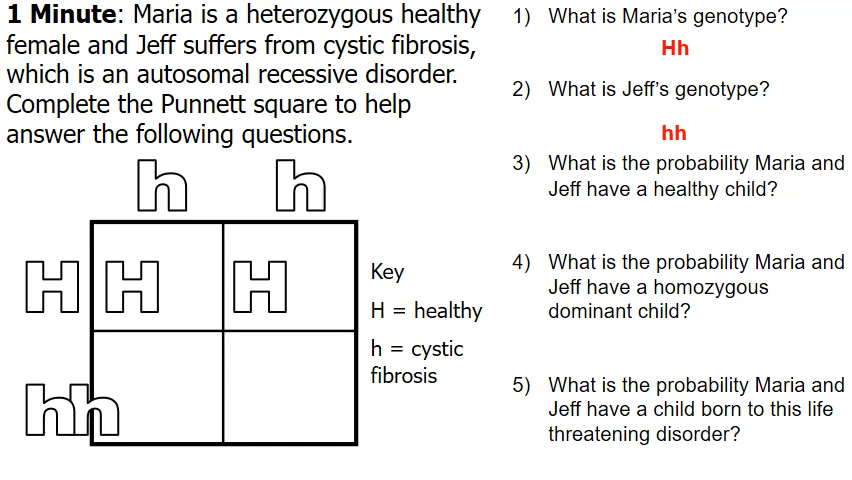 1 Minute: Maria is a heterozygous healthy
female and Jeff suffers from cystic fibrosis,
which is an autosomal recessive disorder.
Complete the Punnett square to help
answer the following questions.
h h
H H H
hh
Key
H = healthy
h = cystic
fibrosis
1) What is Maria's genotype?
Hh
2) What is Jeff's genotype?
hh
3) What is the probability Maria and
Jeff have a healthy child?
4) What is the probability Maria and
Jeff have a homozygous
dominant child?
5) What is the probability Maria and
Jeff have a child born to this life
threatening disorder?